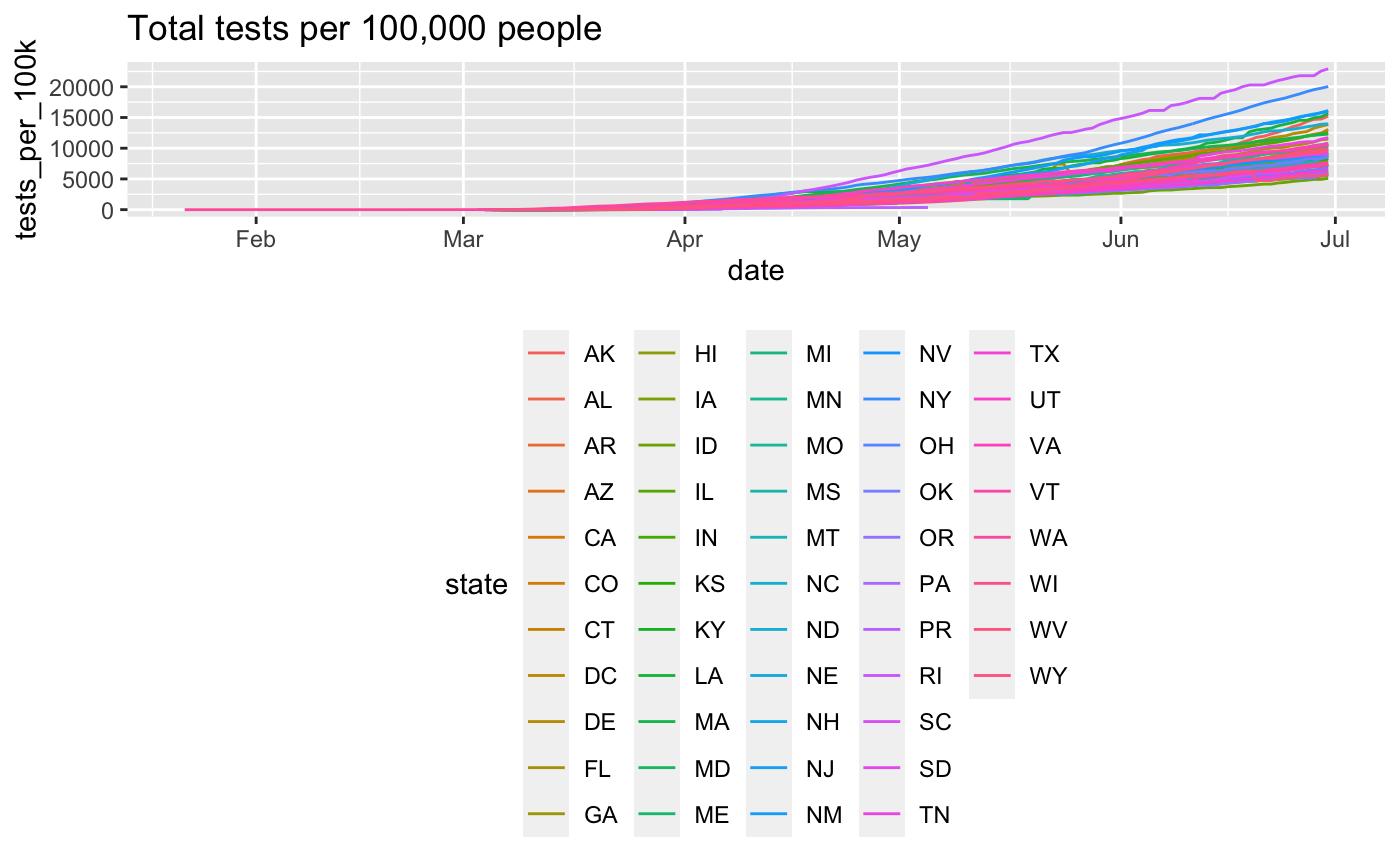 Total tests per 100,000 people
tests_per_100k
20000
15000
10000
5000
0
Feb Mar Apr May Jun Jul
date
state
AK HI MI NV TX
AL IA MN NY UT
AR ID MO OH VA
AZ IL MS OK VT
CA IN MT OR WA
CO KS NC PA WI
CT KY ND PR WV
DC LA NE RI WY
DE MA NH SC
FL MD NJ SD
GA ME NM TN